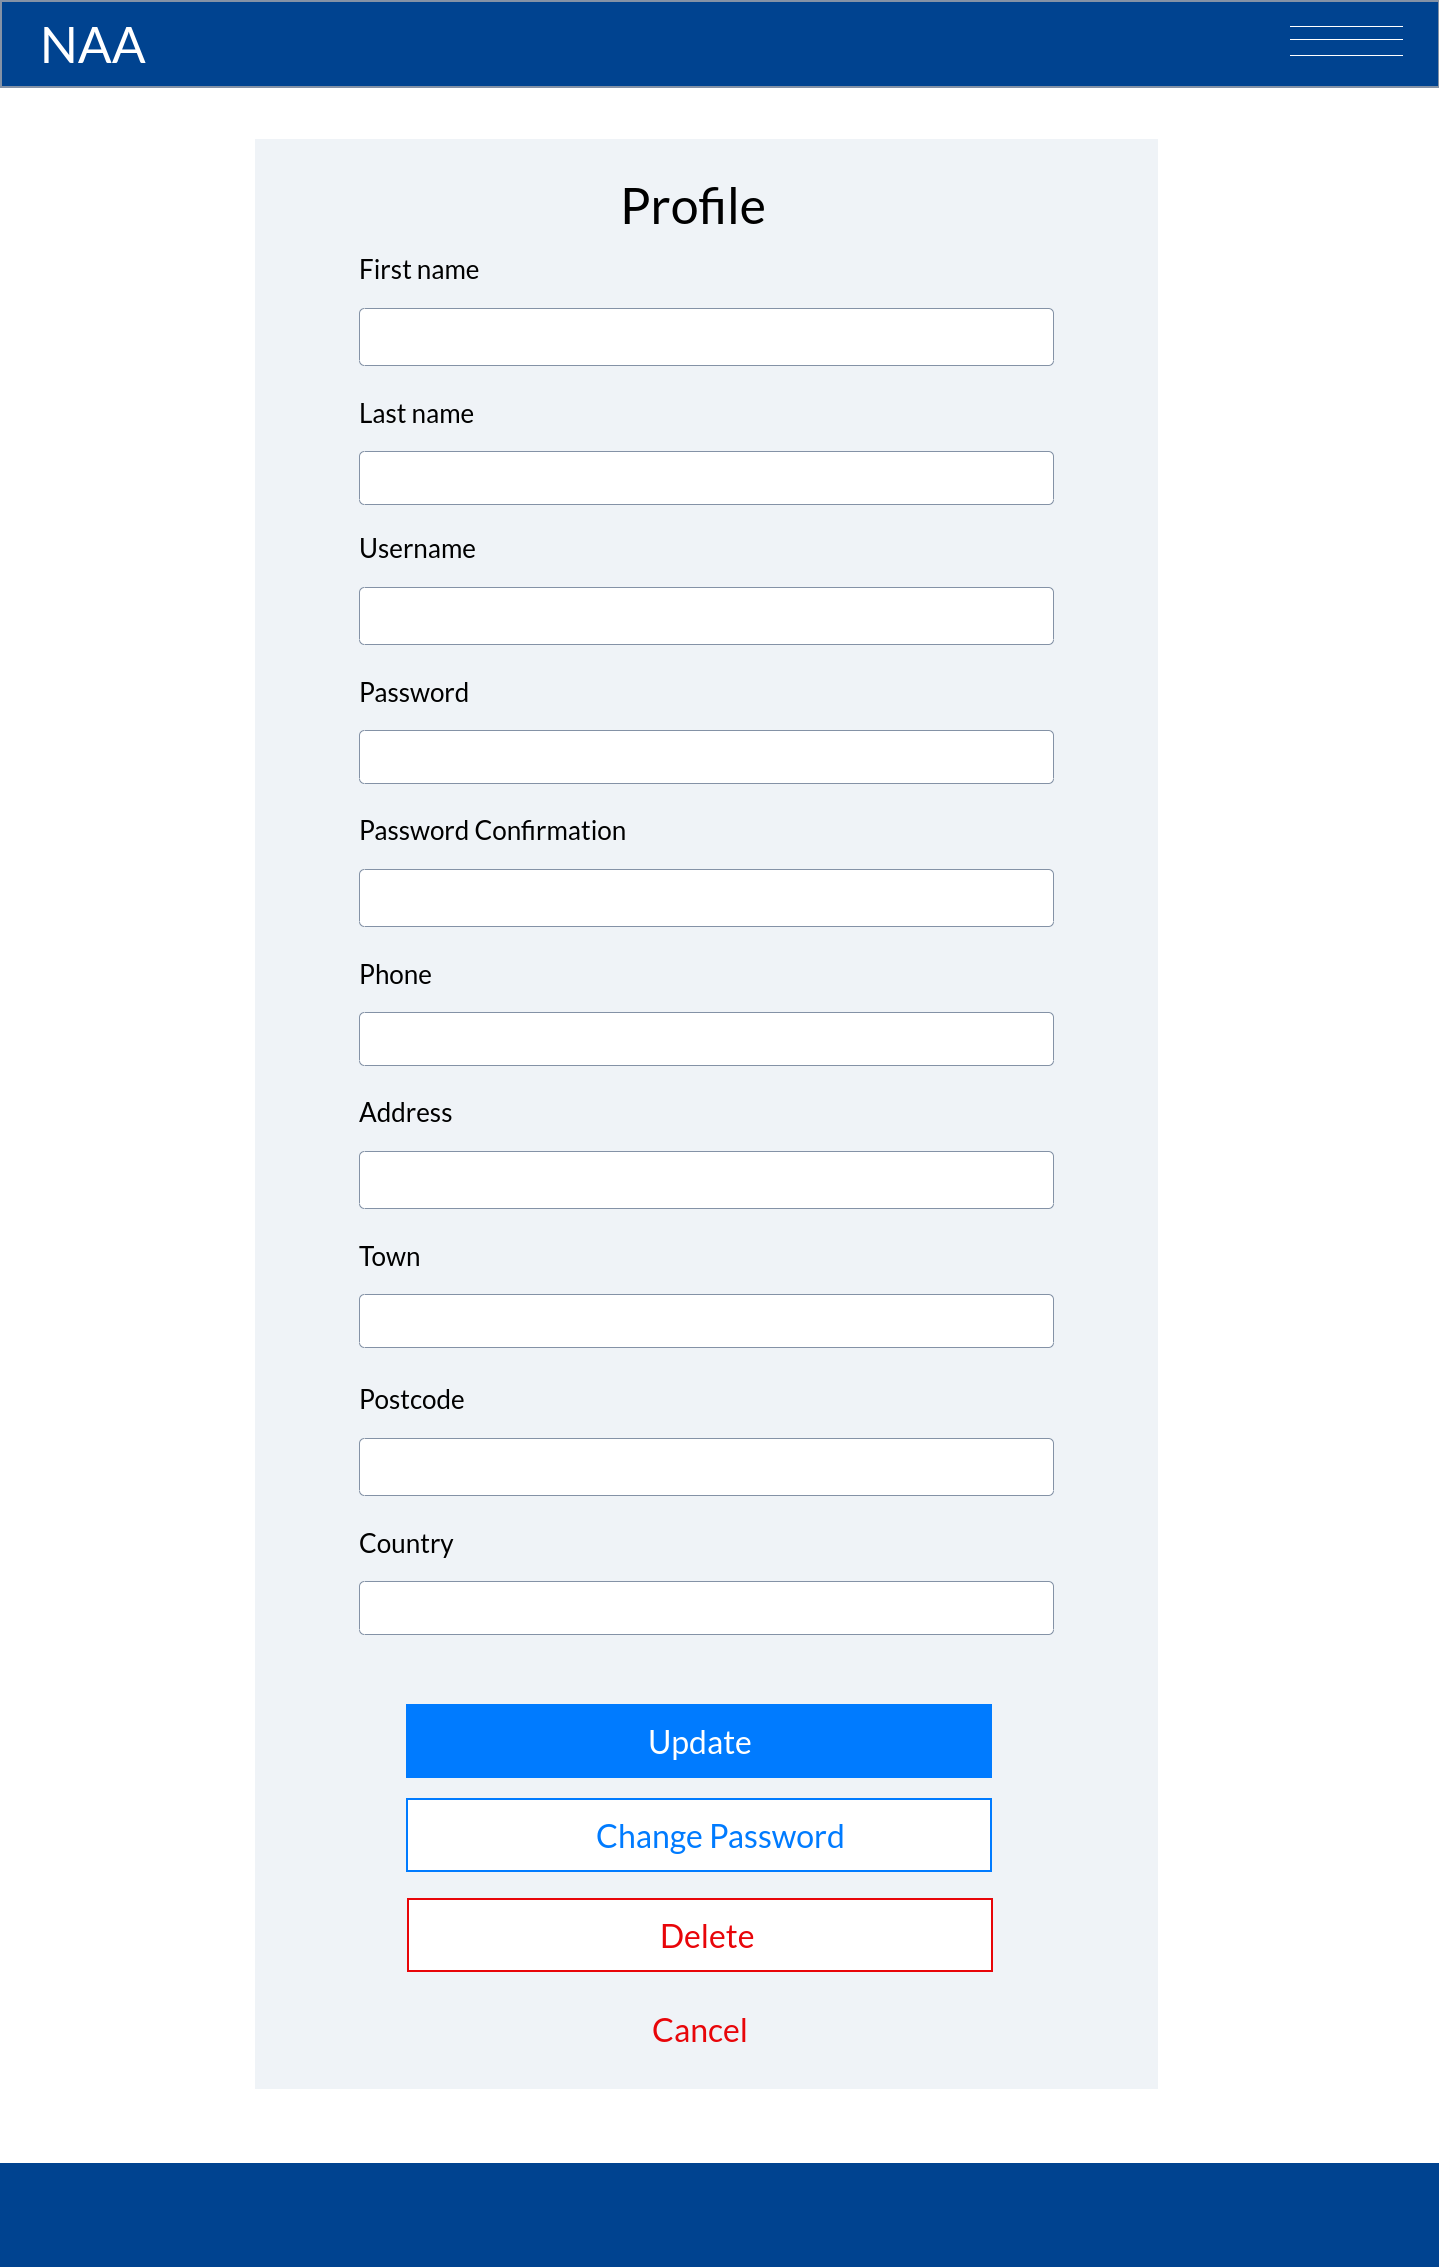 NAA
Profile
First name
Last name
Username
Password
Password Confirmation
Phone
Address
Town
Postcode
Country
Update
Change Password
Delete
Cancel